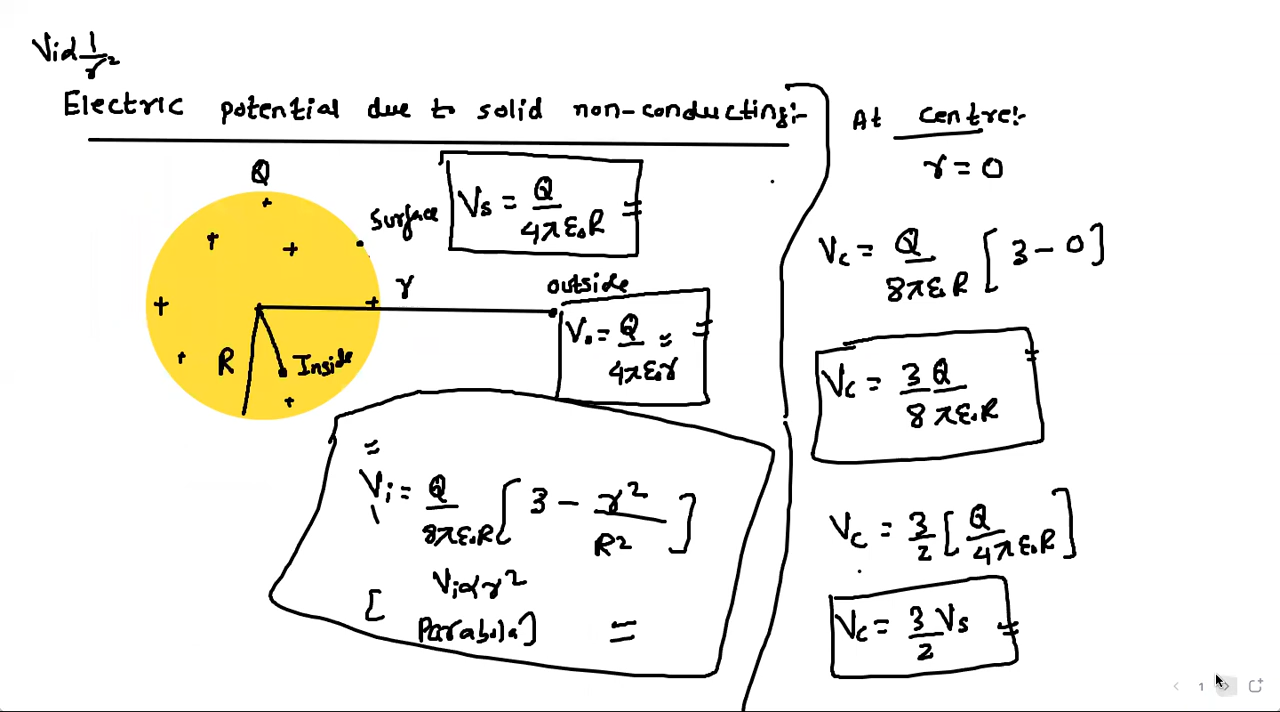 Vi α 1/r²
Electric potential due to solid non-conducting:-
Q
+ + + + + + +
surface
Vs = Q/4πε₀R =
r
outside
V₀ = Q/4πε₀r = =
R
Inside
=
Vi = Q/8πε₀R [3 - r²/R²]
[Vi α r²
Parabola] =
At centre:-
r = 0
Vc = Q/8πε₀R [3 - 0]
Vc = 3Q/8πε₀R =
Vc = 3/2 [Q/4πε₀R]
Vc = 3/2 Vs =
1